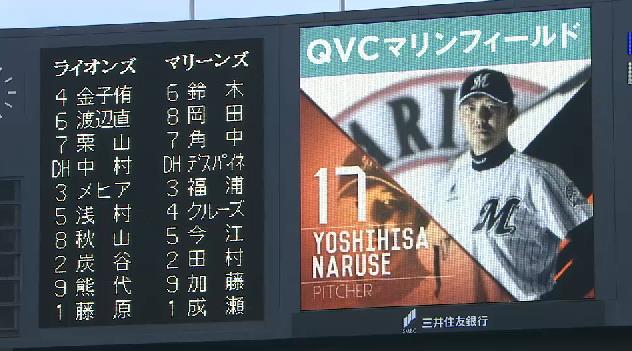 ライオンズ マリーンズ
4 金子侑 6 鈴木
6 渡辺直 8 岡田
7 栗山 7 角中
DH 中村 DH デスパイネ
3 メヒア 3 福浦
5 浅村 4 クルーズ
8 秋山 5 今江
2 炭谷 2 田村
9 熊代 9 加藤
1 藤原 1 成瀬
QVCマリンフィールド
ARI
M
M
17
YOSHIHISA
NARUSE
PITCHER
SMBC 三井住友銀行